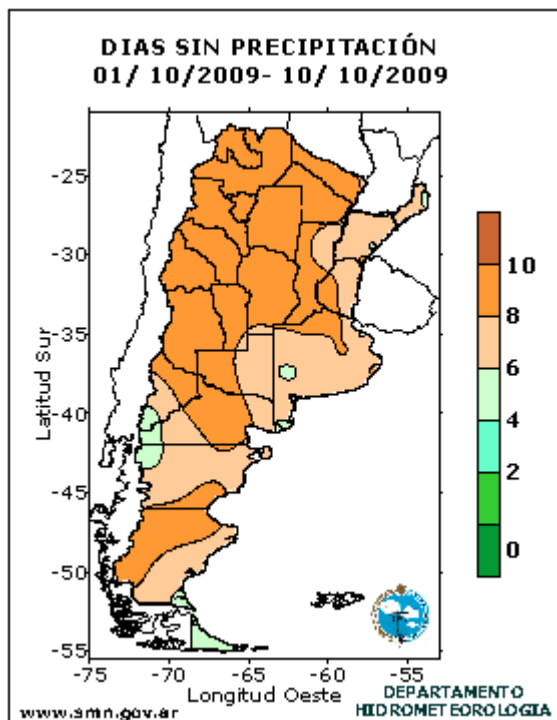 DIAS SIN PRECIPITACIÓN
01/ 10/2009- 10/ 10/2009
-25
-30
-35
-40
-45
-50
-55
Latitud Sur
-75
-70
-65
-60
-55
Longitud Oeste
10
8
6
4
2
0
www.smn.gov.ar
DEPARTAMENTO
HIDROMETEOROLOGIA